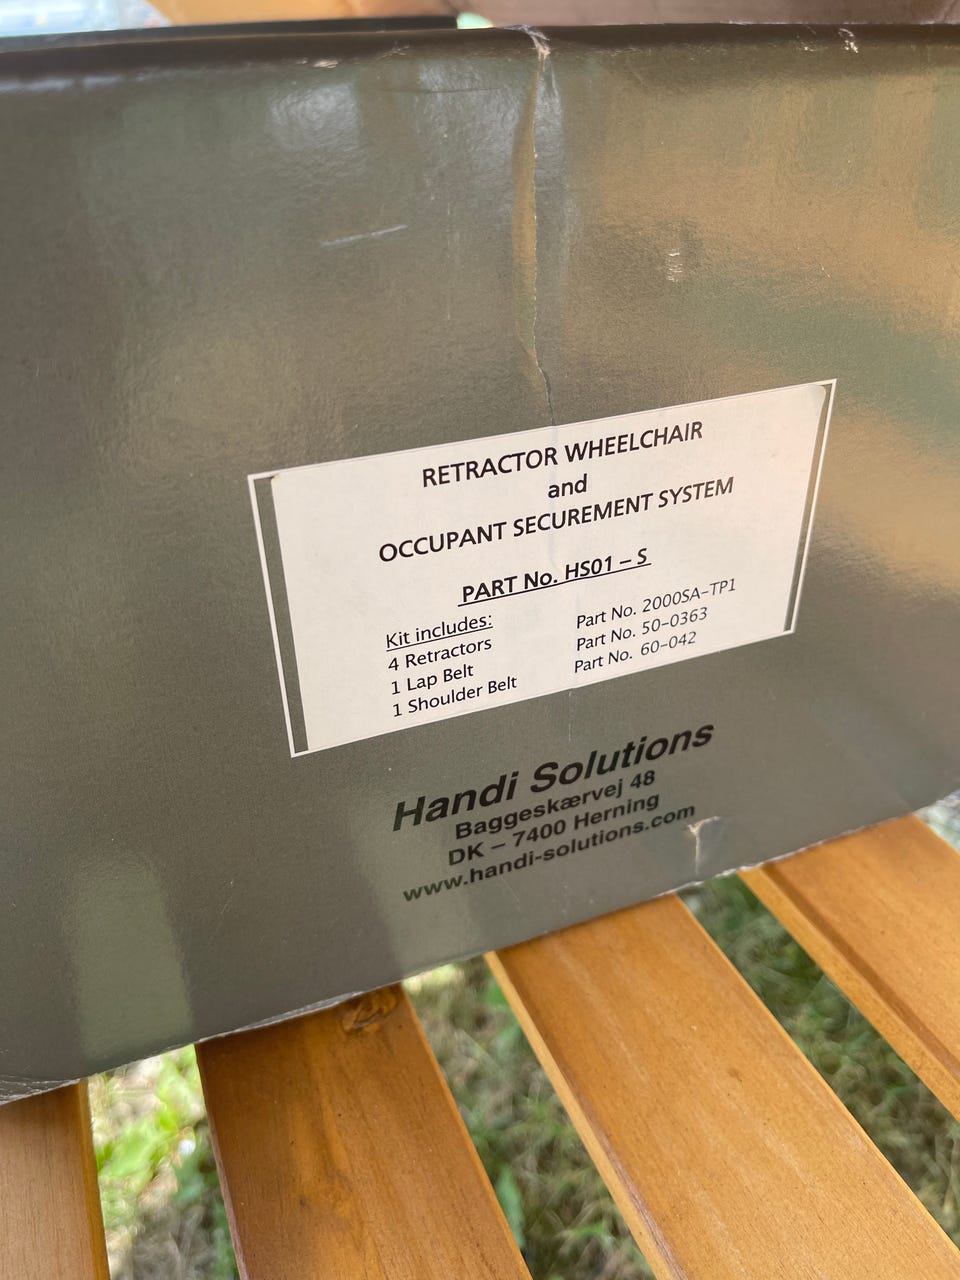 RETRACTOR WHEELCHAIR
and
OCCUPANT SECUREMENT SYSTEM
PART No. HS01 – S
Kit includes:
4 Retractors Part No. 2000SA–TP1
1 Lap Belt Part No. 50–0363
1 Shoulder Belt Part No. 60–042
Handi Solutions
Baggeskærvej 48
DK – 7400 Herning
www.handi-solutions.com